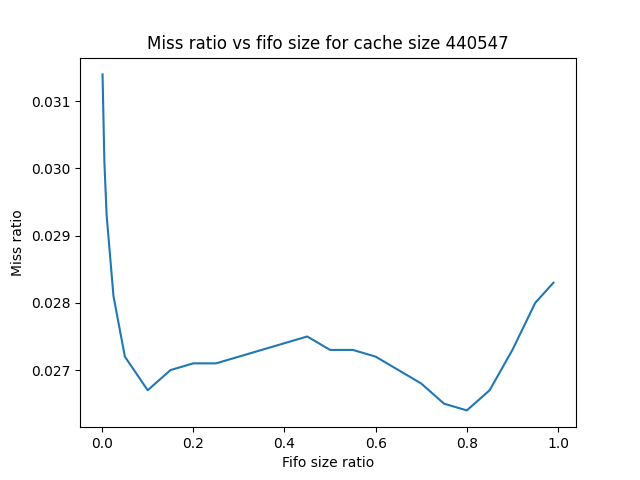 Miss ratio vs fifo size for cache size 440547
0.031
0.030
0.029
0.028
0.027
Miss ratio
0.0 0.2 0.4 0.6 0.8 1.0
Fifo size ratio